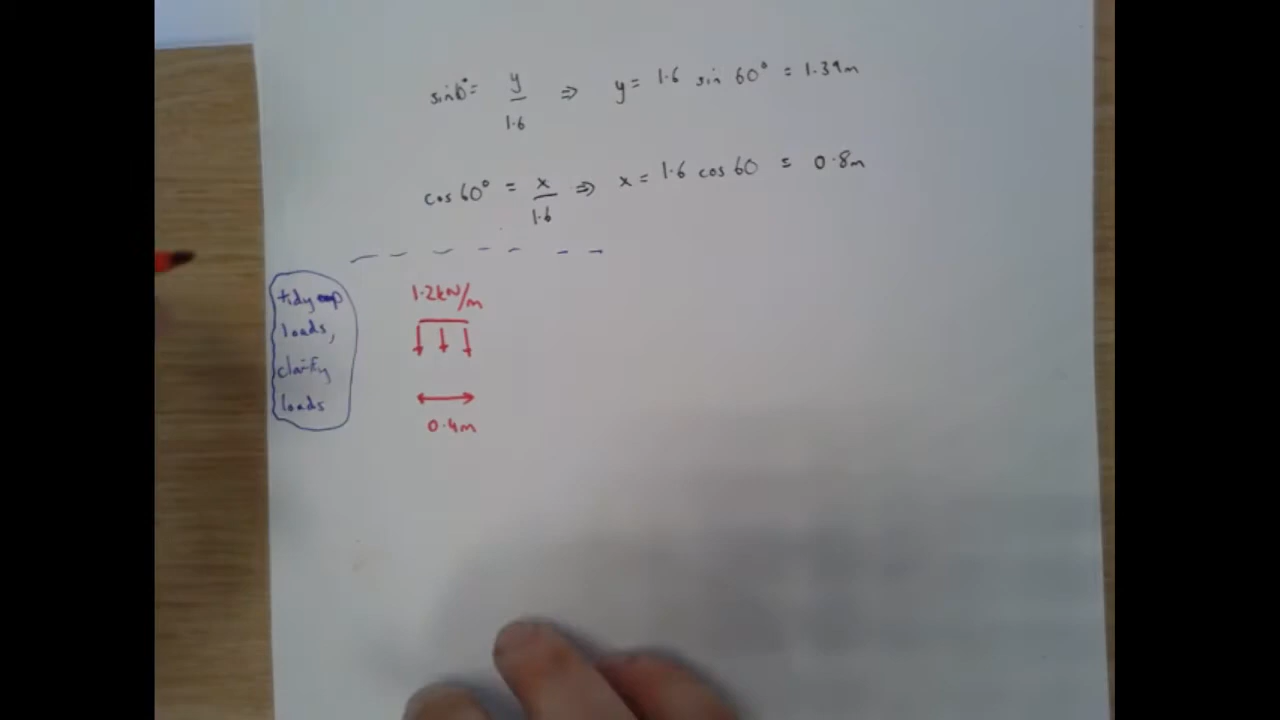 sin60° = y/1.6 ⇒ y = 1.6 sin 60° = 1.39m
cos 60° = x/1.6 ⇒ x = 1.6 cos 60 = 0.8m
tidy up
loads,
clarify
loads
1.2kN/m
0.4m